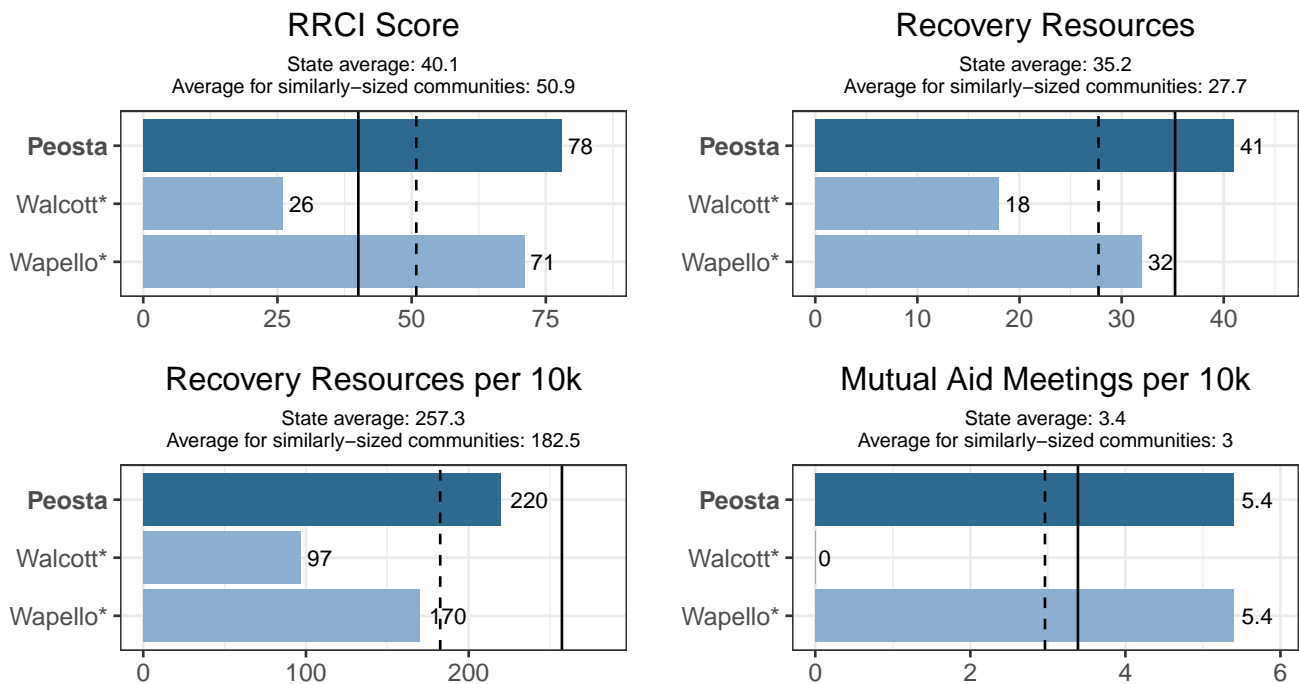 RRCI Score
State average: 40.1
Average for similarly−sized communities: 50.9
Peosta
78
Walcott*
26
Wapello*
71
0 25 50 75
Recovery Resources
State average: 35.2
Average for similarly−sized communities: 27.7
Peosta
41
Walcott*
18
Wapello*
32
0 10 20 30 40
Recovery Resources per 10k
State average: 257.3
Average for similarly−sized communities: 182.5
Peosta
220
Walcott*
97
Wapello*
170
0 100 200
Mutual Aid Meetings per 10k
State average: 3.4
Average for similarly−sized communities: 3
Peosta
5.4
Walcott*
0
Wapello*
5.4
0 2 4 6